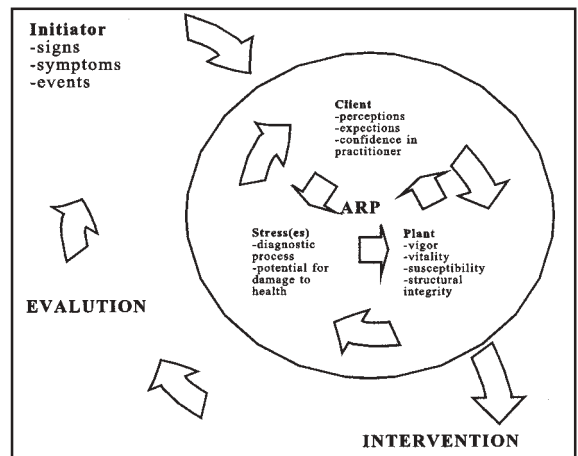 Initiator
-signs
-symptoms
-events
Client
-perceptions
-expections
-confidence in
practitioner
ARP
Stress(es)
-diagnostic
process
-potential for
damage to
health
Plant
-vigor
-vitality
-susceptibility
-structural
integrity
EVALUTION
INTERVENTION